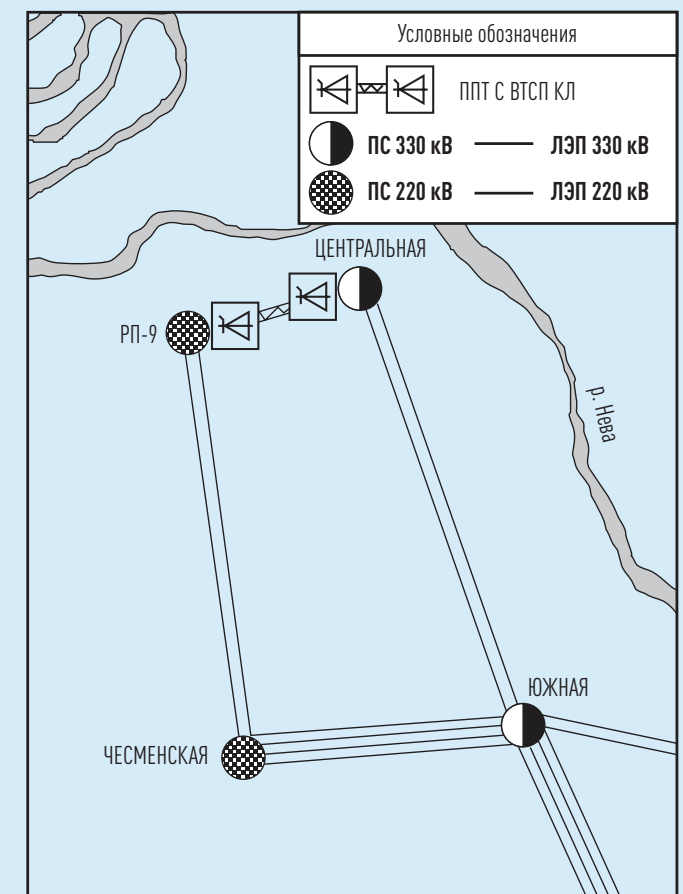 Условные обозначения
ППТ С ВТСП КЛ
ПС 330 кВ ЛЭП 330 кВ
ПС 220 кВ ЛЭП 220 кВ
ЦЕНТРАЛЬНАЯ
РП-9
р. Нева
ЮЖНАЯ
ЧЕСМЕНСКАЯ